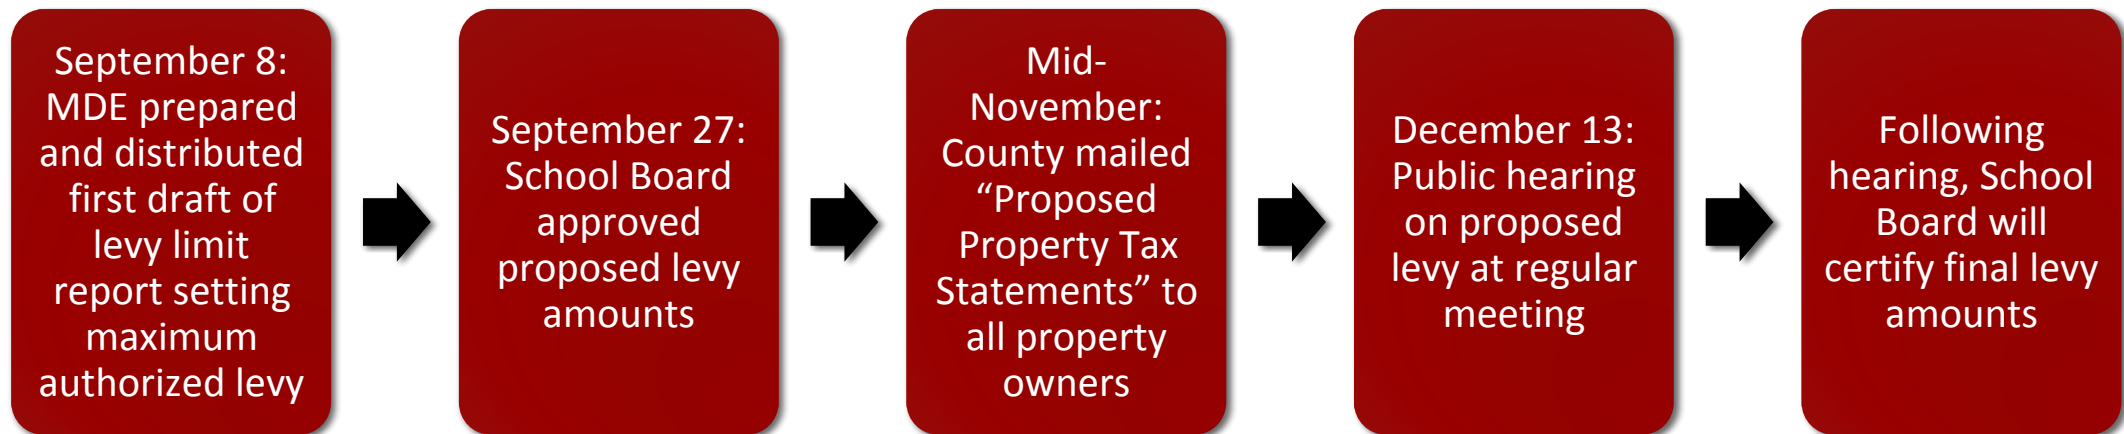 September 8:
MDE prepared
and distributed
first draft of
levy limit
report setting
maximum
authorized levy
September 27:
School Board
approved
proposed levy
amounts
Mid-
November:
County mailed
“Proposed
Property Tax
Statements” to
all property
owners
December 13:
Public hearing
on proposed
levy at regular
meeting
Following
hearing, School
Board will
certify final levy
amounts